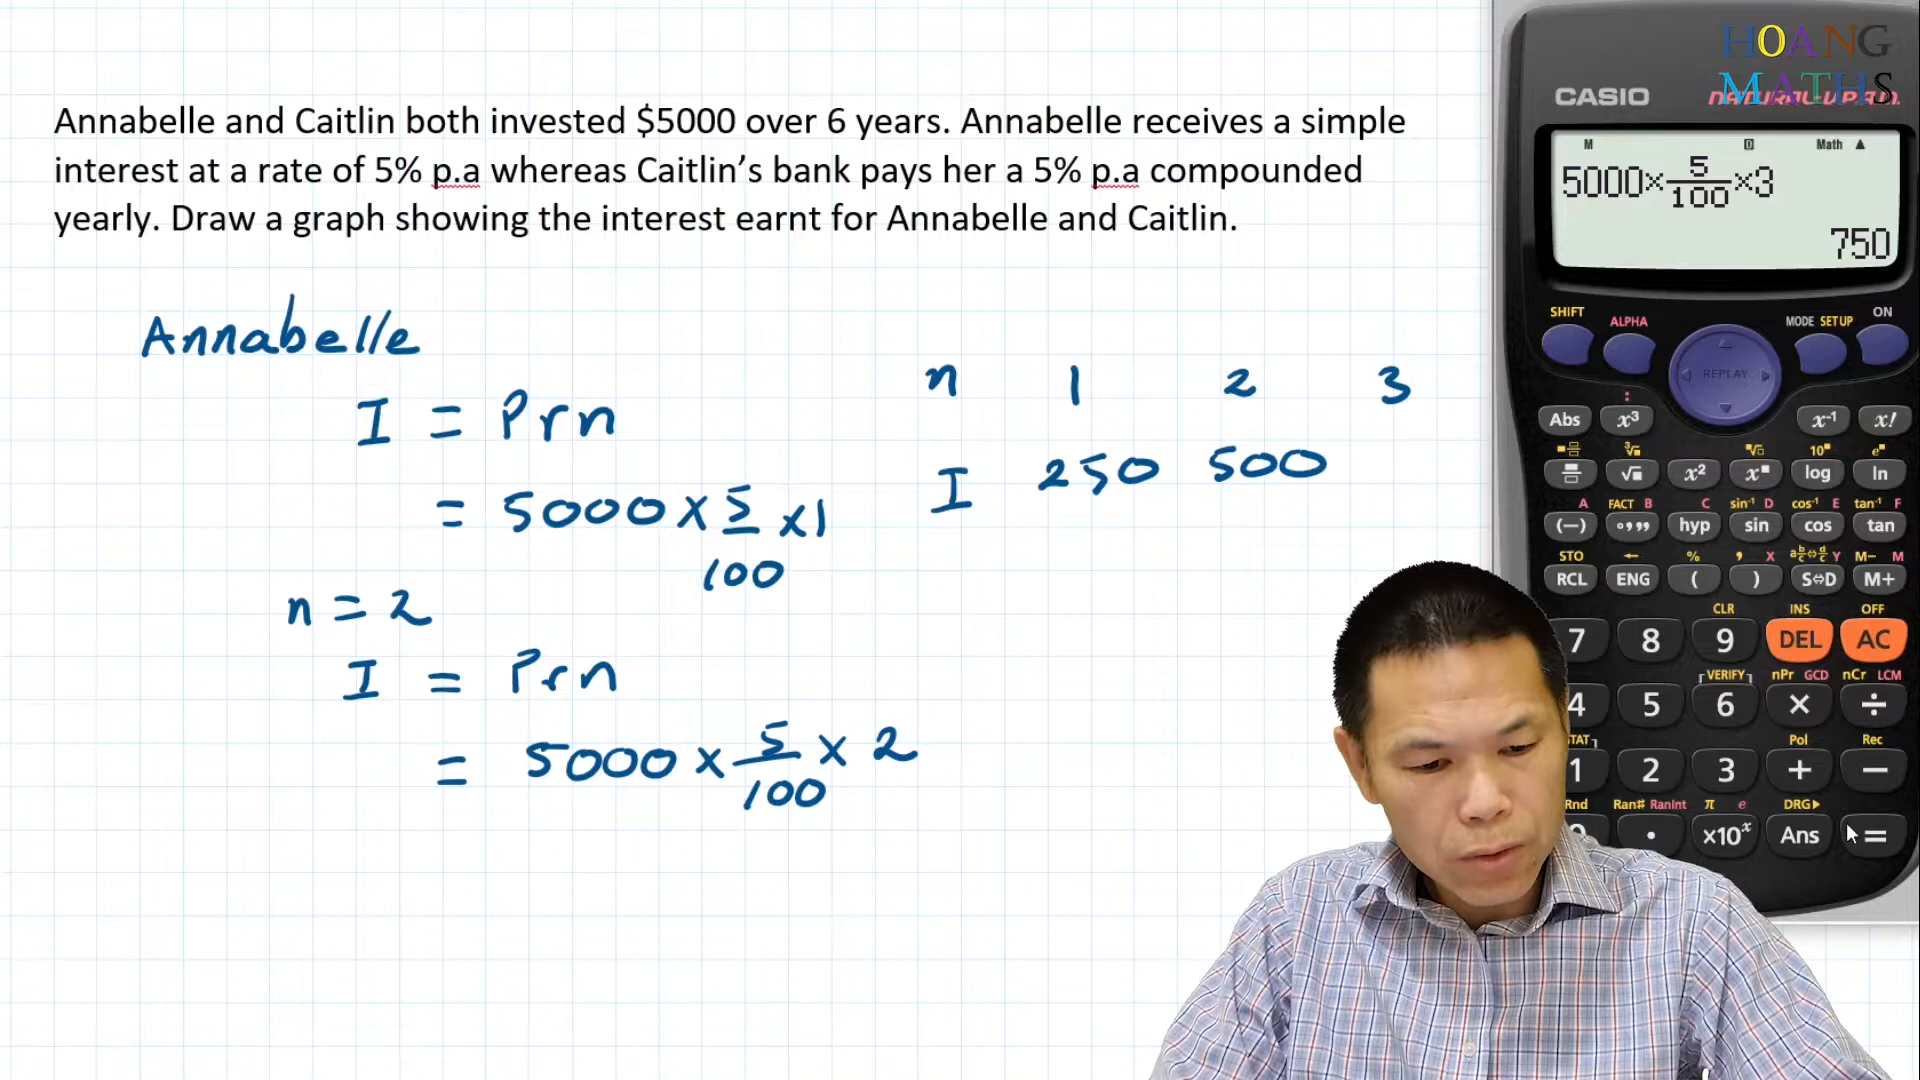 HOANG
MATHS
Annabelle and Caitlin both invested $5000 over 6 years. Annabelle receives a simple
interest at a rate of 5% p.a whereas Caitlin's bank pays her a 5% p.a compounded
yearly. Draw a graph showing the interest earnt for Annabelle and Caitlin.
Annabelle
I = Prn
= 5000 × 5/100 × 1
n = 2
I = Prn
= 5000 × 5/100 × 2
n 1 2 3
I 250 500
CASIO
M D Math ▲
5000×5/100×3
750
SHIFT ALPHA MODE SETUP ON
REPLAY
Abs x³ x⁻¹ x!
√ 10■ e■
√■ x² x■ log ln
A FACT B C sin⁻¹ D cos⁻¹ E tan⁻¹ F
(−) °,,, hyp sin cos tan
STO ← % , X a b/c⇔d/c Y M− M
RCL ENG ( ) S⇔D M+
CLR INS OFF
7 8 9 DEL AC
VERIFY nPr GCD nCr LCM
4 5 6 × ÷
TAT Pol Rec
1 2 3 + −
Rnd Ran# RanInt π e DRG▶
0 • ×10ˣ Ans =